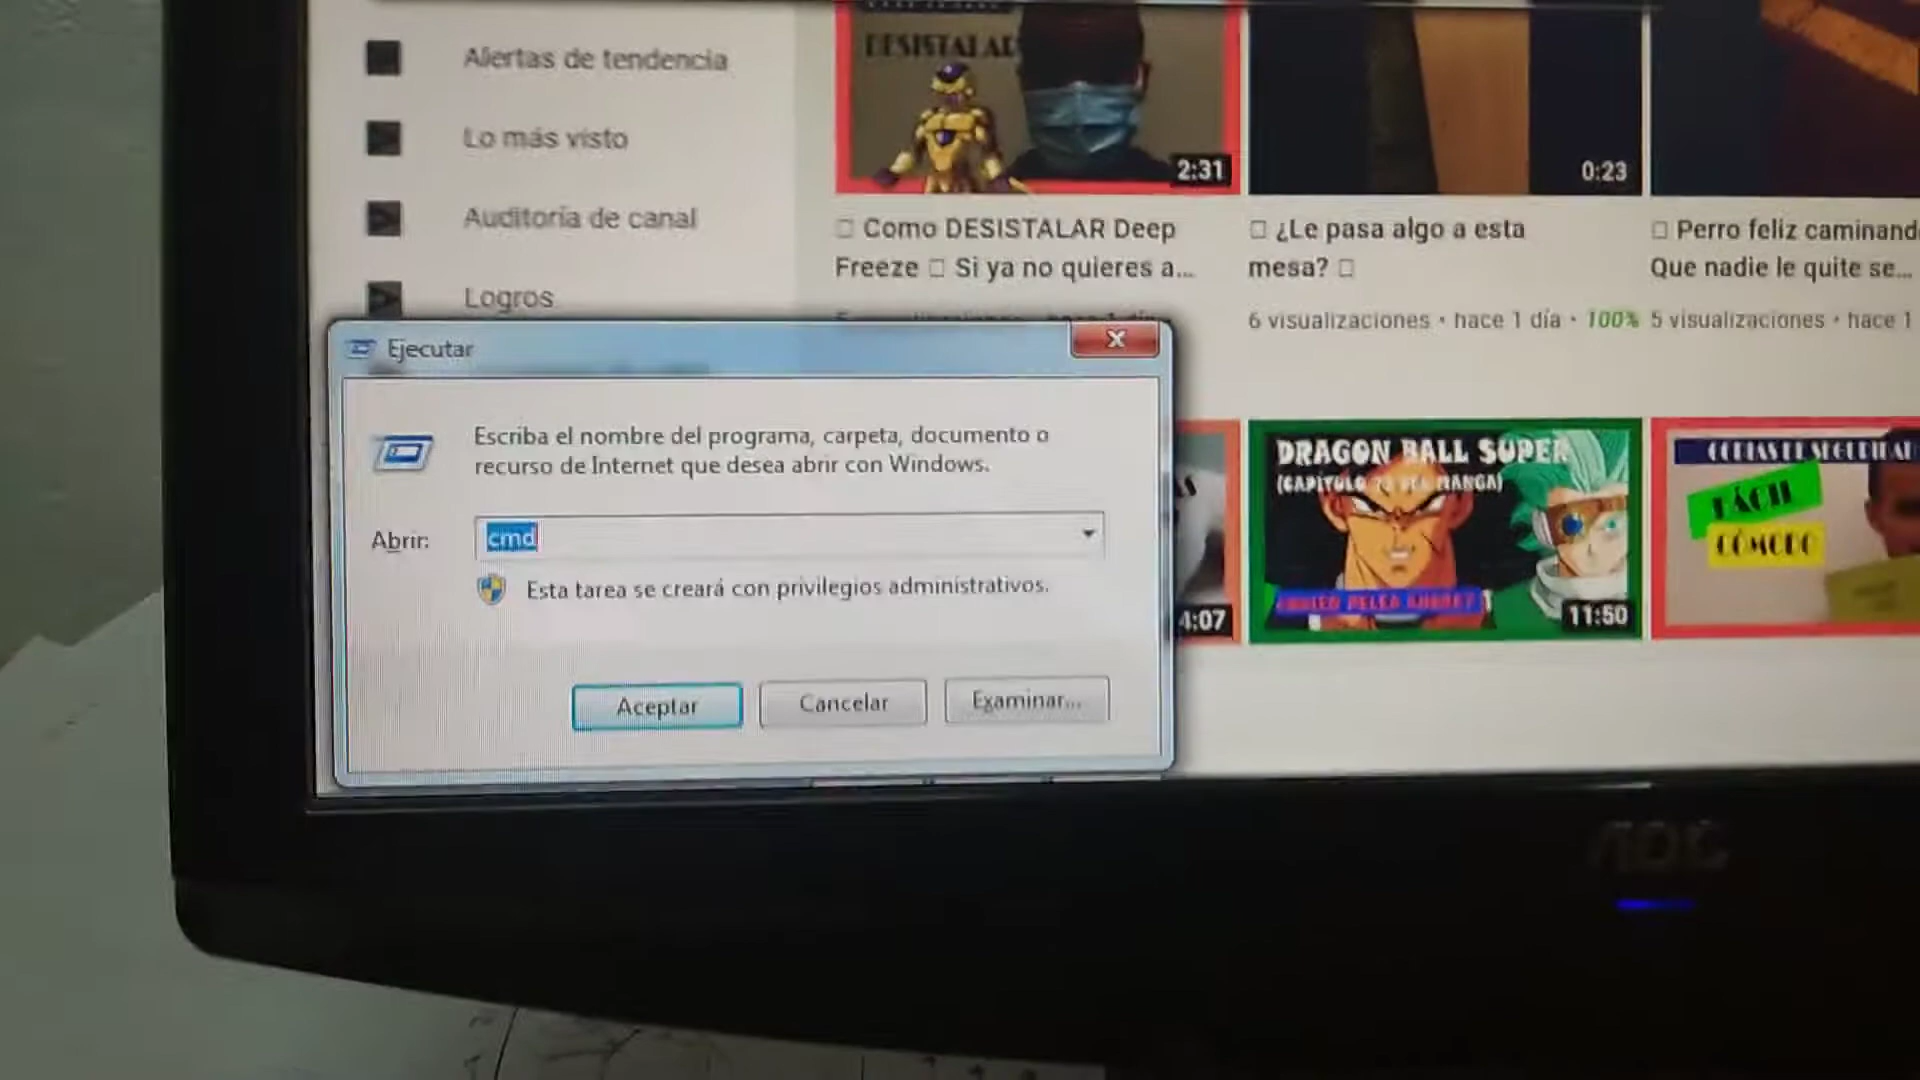 Alertas de tendencia
Lo más visto
Auditoría de canal
Logros
DESISTALAR
2:31
Como DESISTALAR Deep
Freeze Si ya no quieres a...
0:23
¿Le pasa algo a esta
mesa?
6 visualizaciones • hace 1 día • 100%
Perro feliz caminand
Que nadie le quite se...
5 visualizaciones • hace 1
Ejecutar
Escriba el nombre del programa, carpeta, documento o
recurso de Internet que desea abrir con Windows.
Abrir:
cmd
Esta tarea se creará con privilegios administrativos.
Aceptar
Cancelar
Examinar...
4:07
DRAGON BALL SUPER
11:50
FÁCIL
CÓMODO
AOC